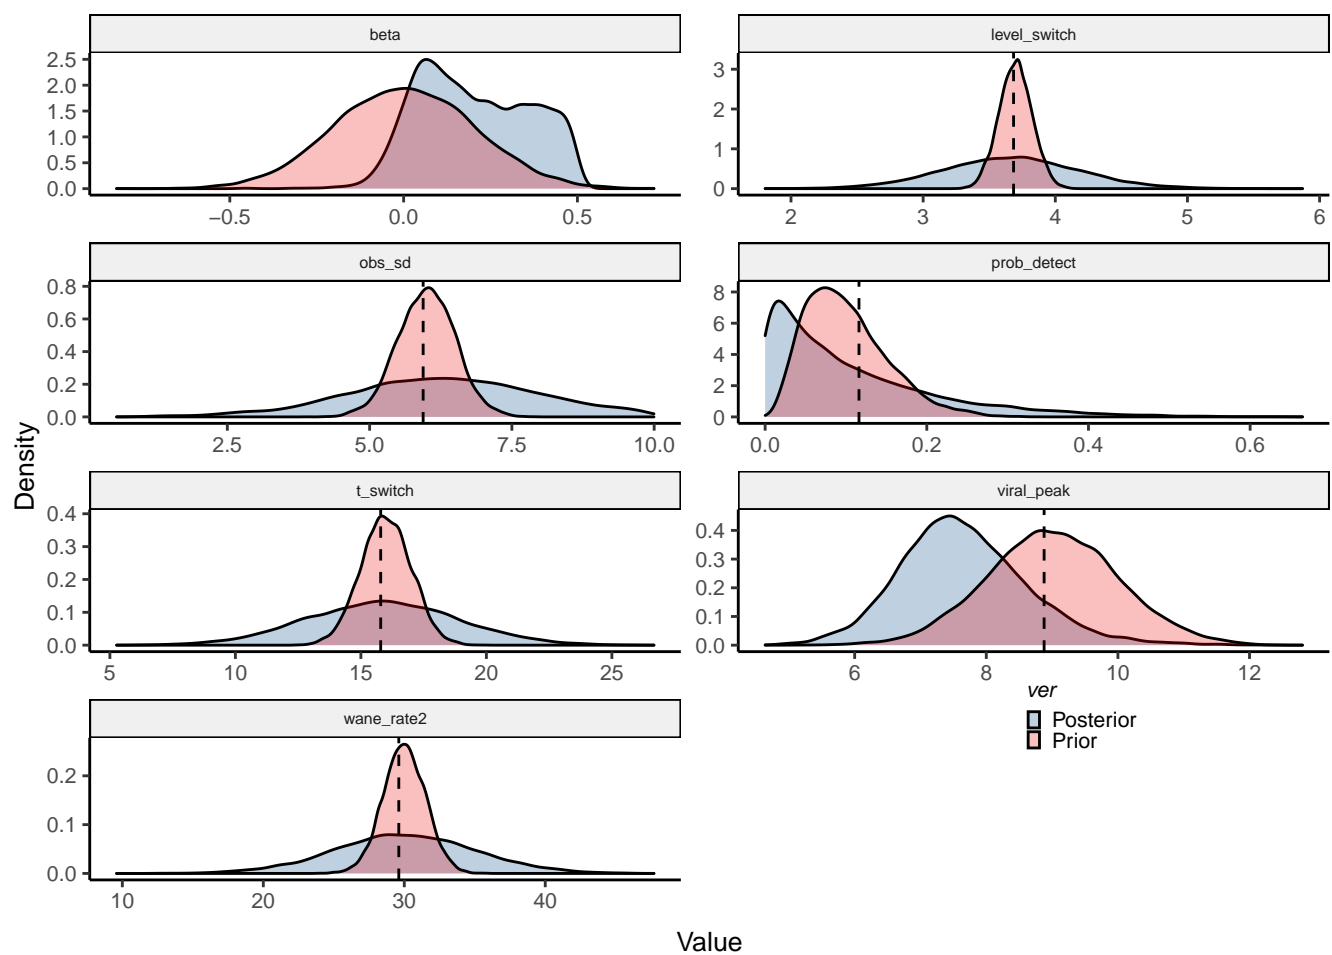 beta
2.5
2.0
1.5
1.0
0.5
0.0
−0.5 0.0 0.5
level_switch
3
2
1
0
2 3 4 5 6
obs_sd
0.8
0.6
0.4
0.2
0.0
2.5 5.0 7.5 10.0
prob_detect
8
6
4
2
0
0.0 0.2 0.4 0.6
t_switch
0.4
0.3
0.2
0.1
0.0
5 10 15 20 25
viral_peak
0.4
0.3
0.2
0.1
0.0
6 8 10 12
wane_rate2
0.2
0.1
0.0
10 20 30 40
ver
Posterior
Prior
Density
Value